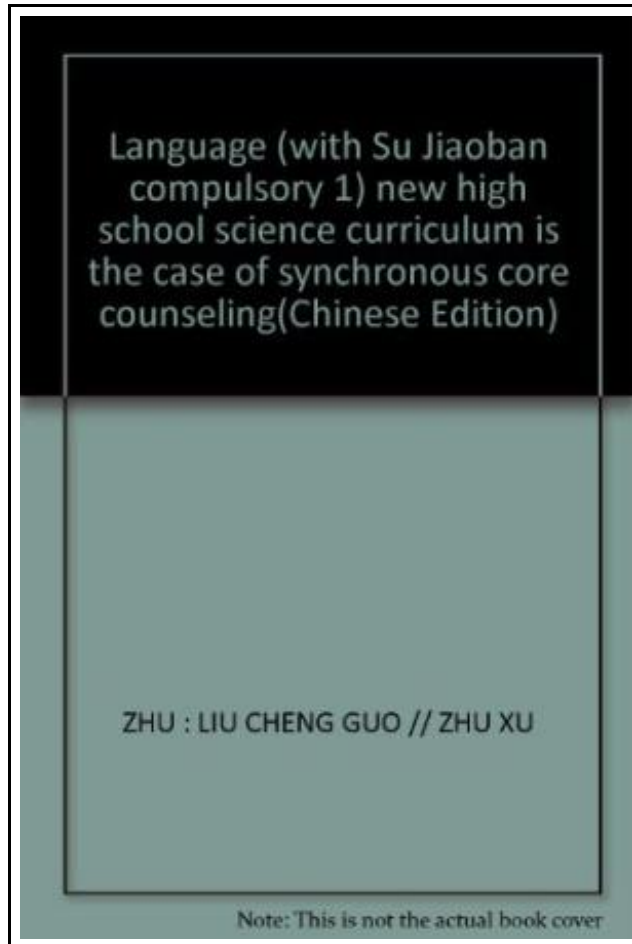 Language (with Su Jiaoban
compulsory 1) new high
school science curriculum is
the case of synchronous core
counseling(Chinese Edition)
ZHU : LIU CHENG GUO // ZHU XU
Note: This is not the actual book cover